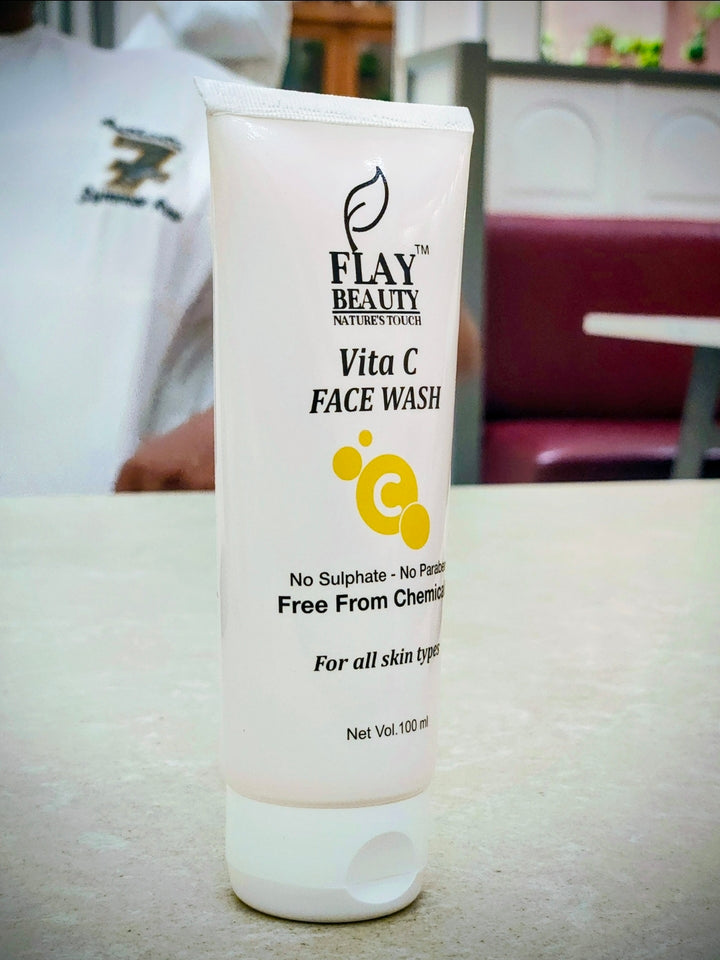 FLAY™
BEAUTY
NATURE'S TOUCH
Vita C
FACE WASH
C
No Sulphate - No Parabe
Free From Chemica
For all skin types
Net Vol.100 ml